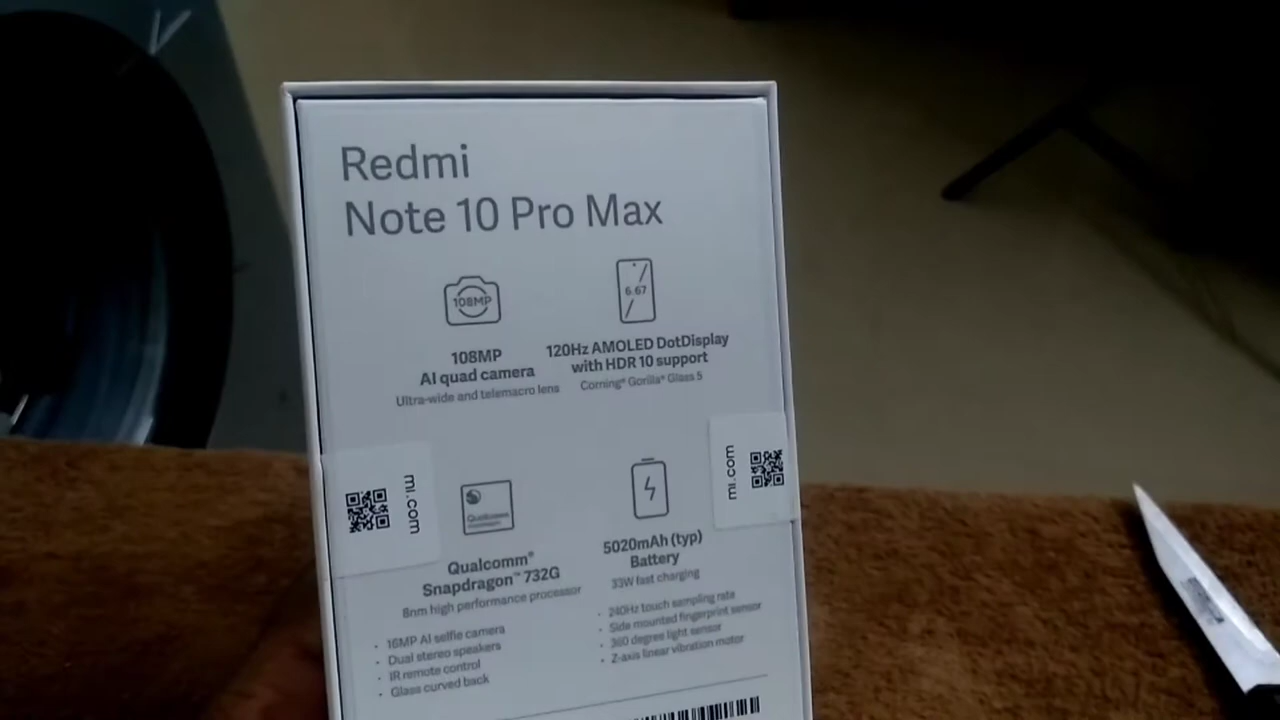 Redmi
Note 10 Pro Max
108MP
6.67
108MP
AI quad camera
Ultra-wide and telemacro lens
120Hz AMOLED DotDisplay
with HDR 10 support
Corning® Gorilla® Glass 5
mi.com
mi.com
Qualcomm
Qualcomm®
Snapdragon™ 732G
8nm high performance processor
5020mAh (typ)
Battery
33W fast charging
· 16MP AI selfie camera
· Dual stereo speakers
· IR remote control
· Glass curved back
· 240Hz touch sampling rate
· Side mounted fingerprint sensor
· 360 degree light sensor
· Z-axis linear vibration motor